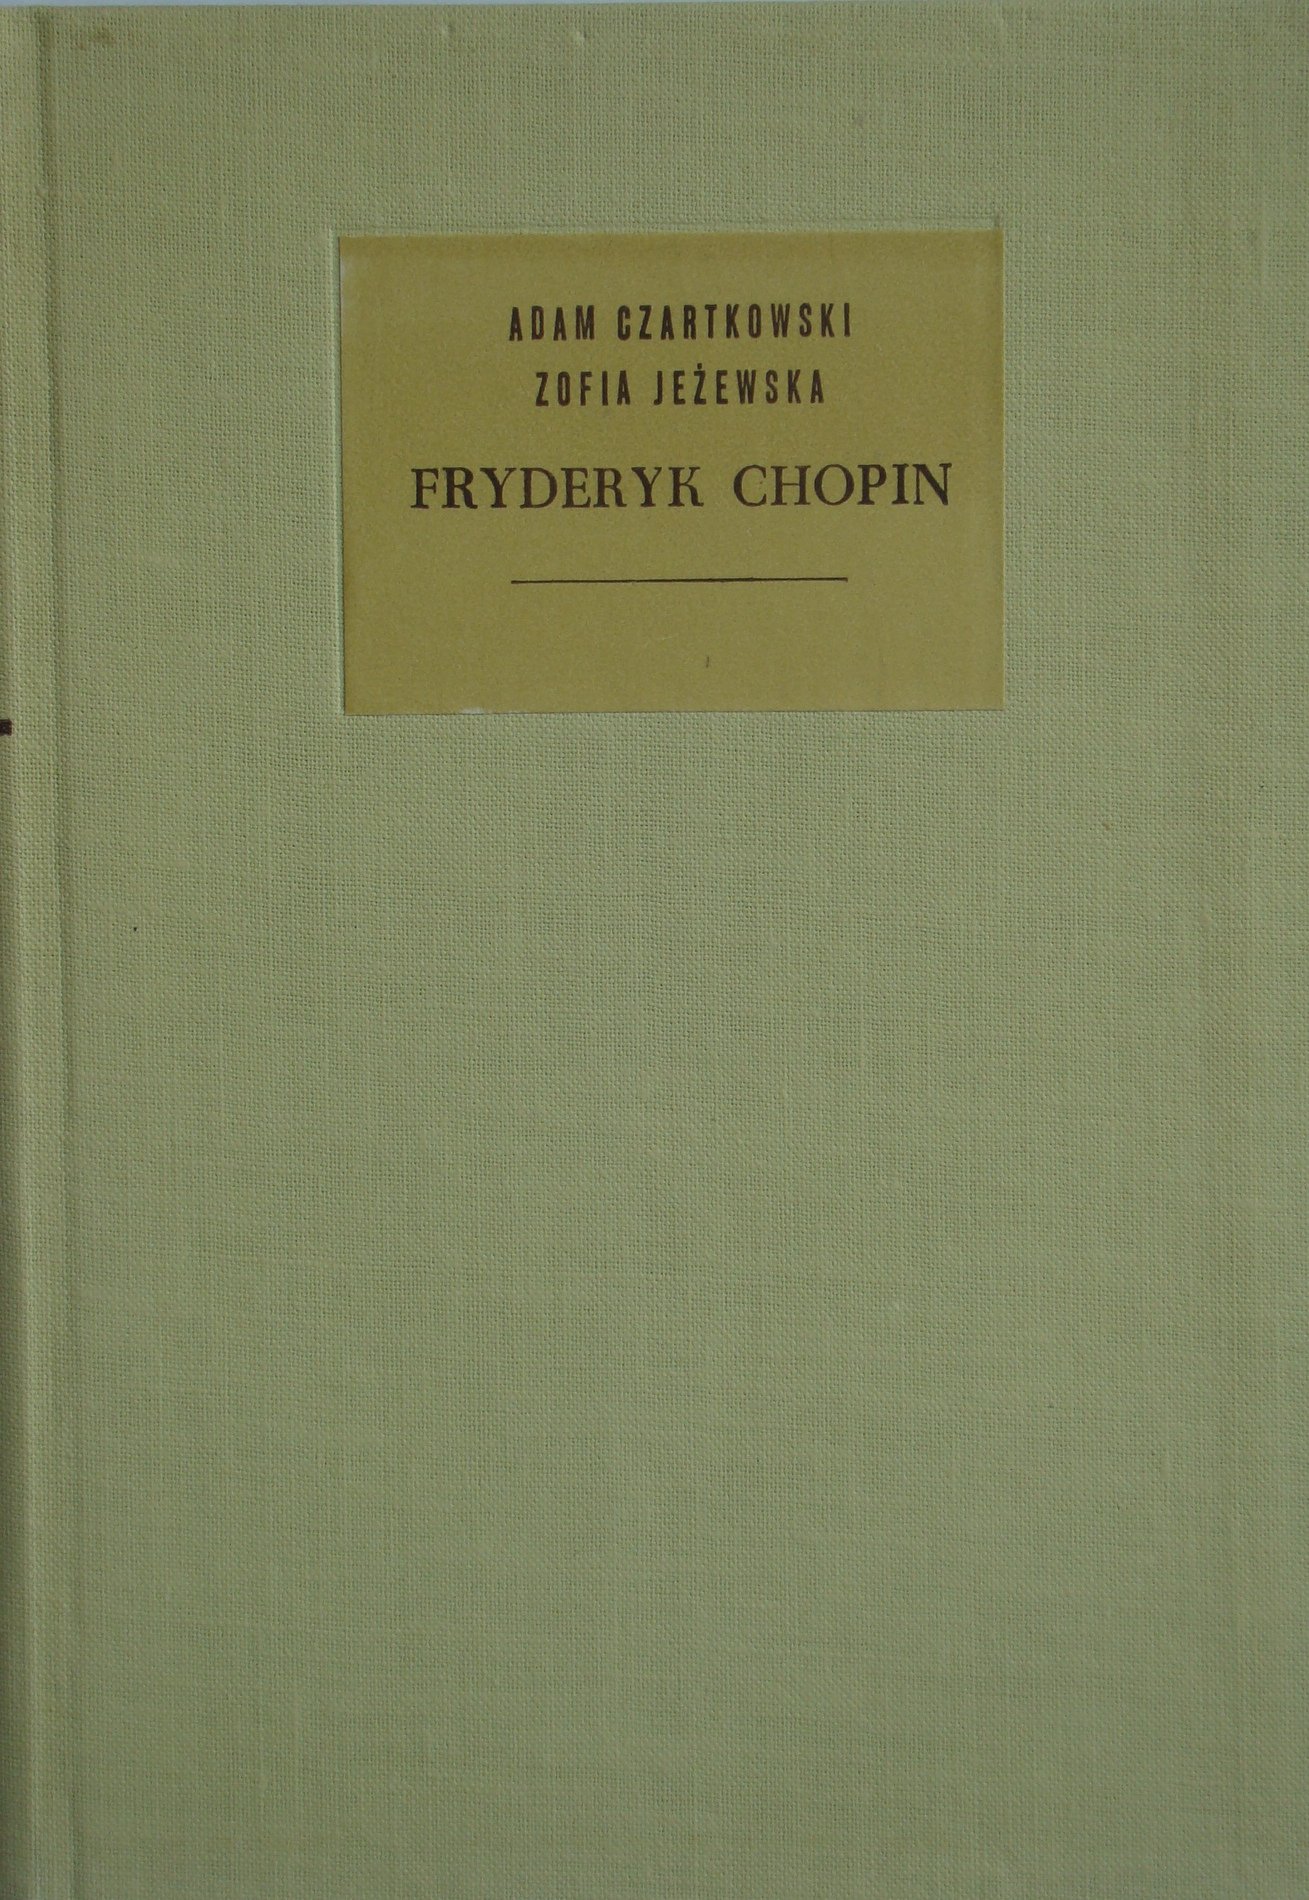 ADAM CZARTKOWSKI
ZOFIA JEŻEWSKA
FRYDERYK CHOPIN